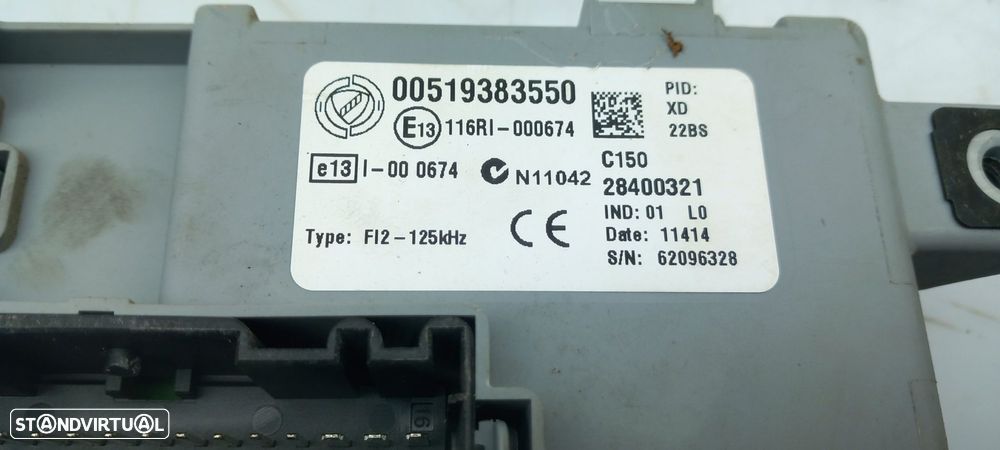 00519383550
E13 116RI-000674
e13 I-00 0674
N11042
Type: FI2-125kHz
CE
PID:
XD
22BS
C150
28400321
IND: 01 L0
Date: 11414
S/N: 62096328
16
STANDVIRTUAL